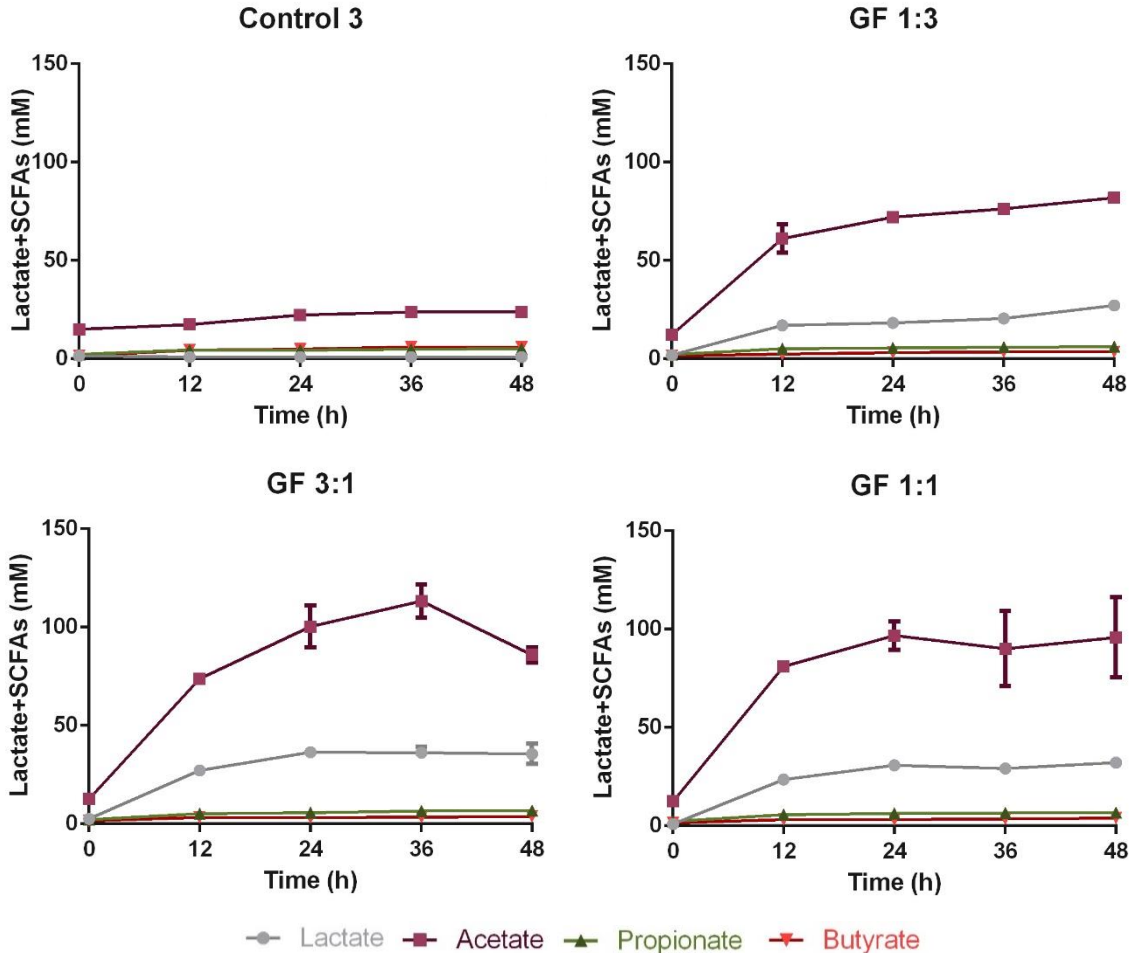 Control 3
150
100
50
0
Lactate+SCFAs (mM)
0 12 24 36 48
Time (h)
GF 1:3
150
100
50
0
Lactate+SCFAs (mM)
0 12 24 36 48
Time (h)
GF 3:1
150
100
50
0
Lactate+SCFAs (mM)
0 12 24 36 48
Time (h)
GF 1:1
150
100
50
0
Lactate+SCFAs (mM)
0 12 24 36 48
Time (h)
Lactate Acetate Propionate Butyrate